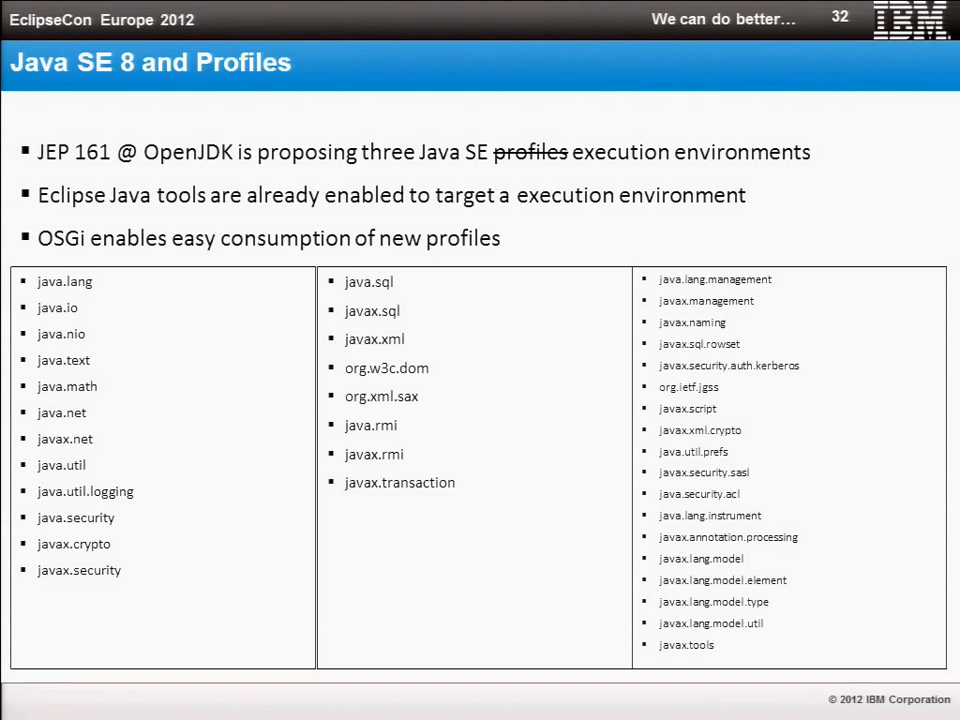 EclipseCon Europe 2012
We can do better...
32
IBM
Java SE 8 and Profiles
▪ JEP 161 @ OpenJDK is proposing three Java SE profiles execution environments
▪ Eclipse Java tools are already enabled to target a execution environment
▪ OSGi enables easy consumption of new profiles
▪ java.lang
▪ java.io
▪ java.nio
▪ java.text
▪ java.math
▪ java.net
▪ javax.net
▪ java.util
▪ java.util.logging
▪ java.security
▪ javax.crypto
▪ javax.security
▪ java.sql
▪ javax.sql
▪ javax.xml
▪ org.w3c.dom
▪ org.xml.sax
▪ java.rmi
▪ javax.rmi
▪ javax.transaction
▪ java.lang.management
▪ javax.management
▪ javax.naming
▪ javax.sql.rowset
▪ javax.security.auth.kerberos
▪ org.ietf.jgss
▪ javax.script
▪ javax.xml.crypto
▪ java.util.prefs
▪ javax.security.sasl
▪ java.security.acl
▪ java.lang.instrument
▪ javax.annotation.processing
▪ javax.lang.model
▪ javax.lang.model.element
▪ javax.lang.model.type
▪ javax.lang.model.util
▪ javax.tools
© 2012 IBM Corporation